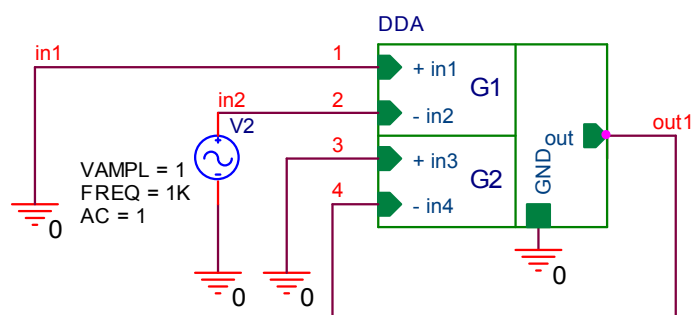 DDA
in1
1
+ in1
G1
in2
2
- in2
V2
3
+ in3
G2
4
- in4
VAMPL = 1
FREQ = 1K
AC = 1
GND
out
out1
0
0
0
0